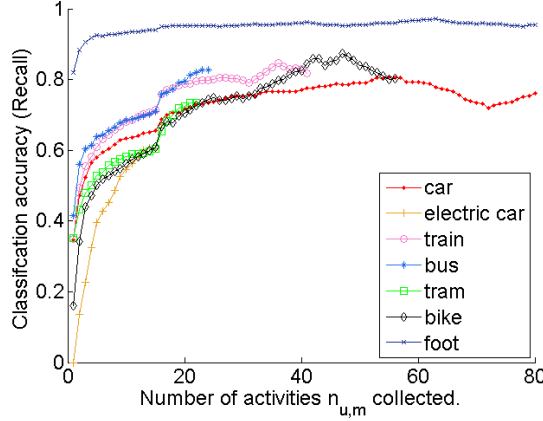 Classifcation accuracy (Recall)
1
0.8
0.6
0.4
0.2
0
0
20
40
60
80
Number of activities n_{u,m} collected.
car
electric car
train
bus
tram
bike
foot